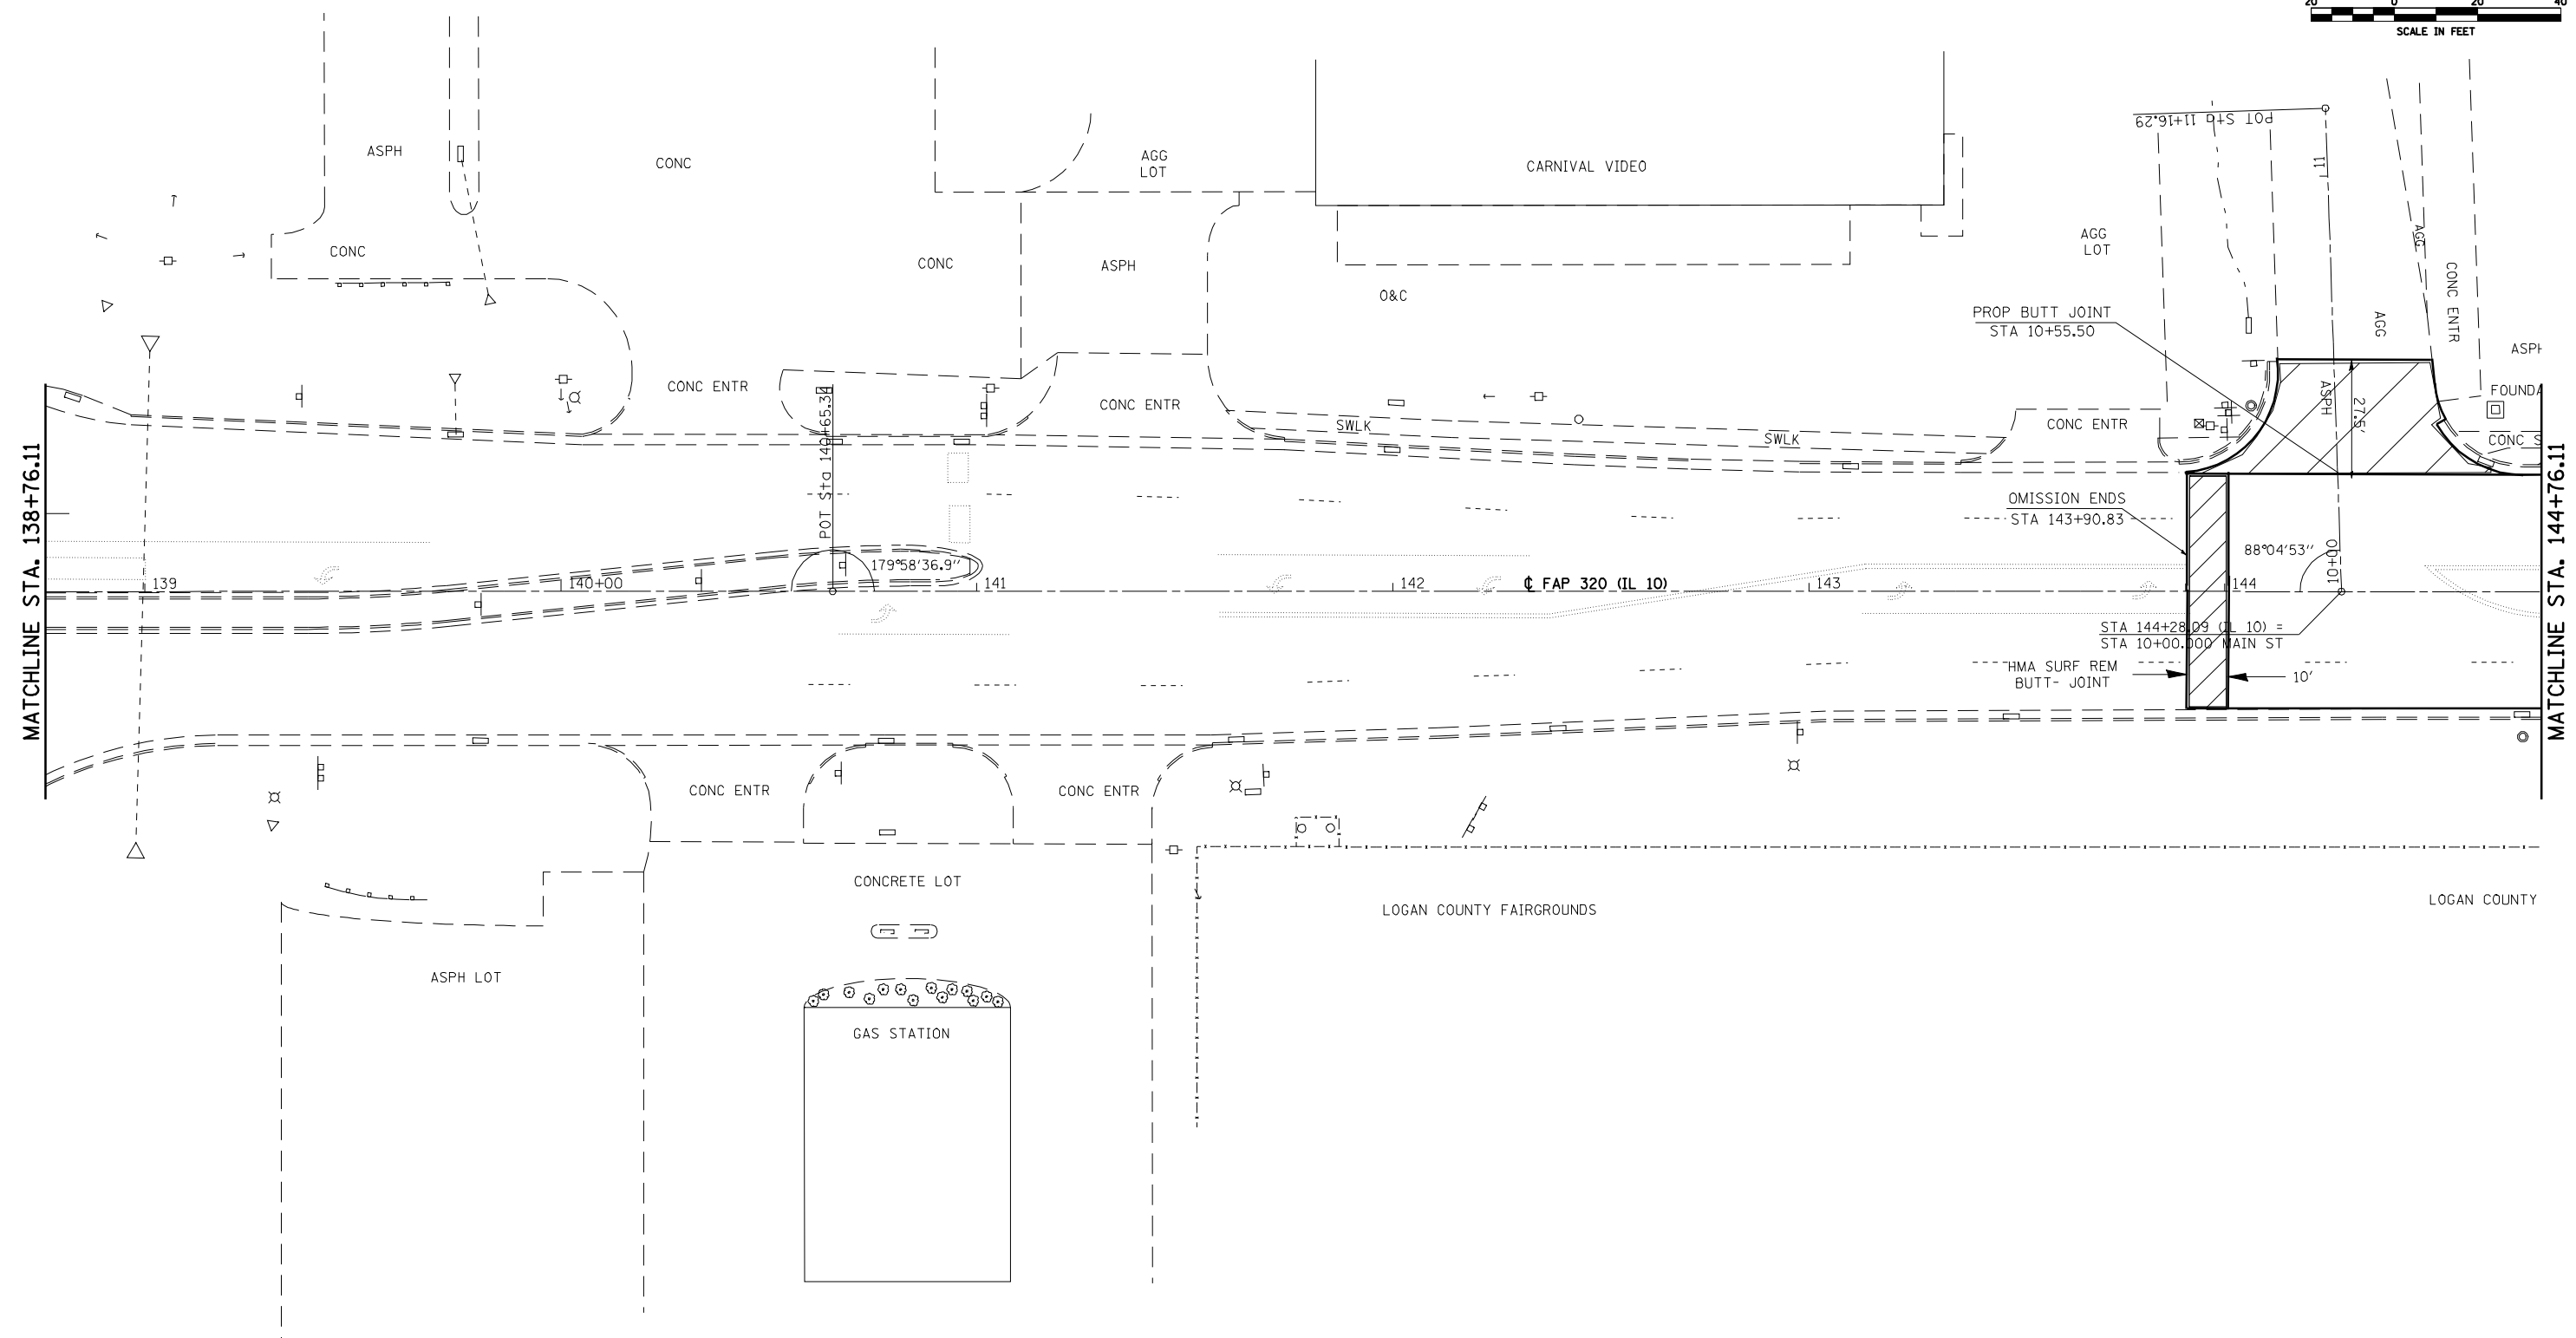 20 0 20 40
SCALE IN FEET
ASPH
CONC
AGG
LOT
CARNIVAL VIDEO
POT Sta 11+16.29
11
CONC
CONC
ASPH
O&C
AGG
LOT
AGG
CONC ENTR
AGG
PROP BUTT JOINT
STA 10+55.50
ASPH
CONC ENTR
CONC ENTR
SWLK
SWLK
CONC ENTR
ASPH
27.5'
FOUNDA
CONC S
POT Sta 140+65.38
MATCHLINE STA. 138+76.11
MATCHLINE STA. 144+76.11
OMISSION ENDS
STA 143+90.83
179°58'36.9''
88°04'53''
10+00
139
140+00
141
142
℄ FAP 320 (IL 10)
143
144
STA 144+28.09 (IL 10) =
STA 10+00.000 MAIN ST
HMA SURF REM
BUTT- JOINT
10'
CONC ENTR
CONC ENTR
CONCRETE LOT
LOGAN COUNTY FAIRGROUNDS
LOGAN COUNTY
ASPH LOT
GAS STATION